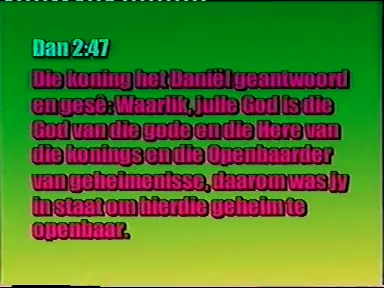 Dan 2:47
Die koning het Daniël geantwoord
en gesê: Waarlik, julle God is die
God van die gode en die Here van
die konings en die Openbaarder
van geheimenisse, daarom was jy
in staat om hierdie geheim te
openbaar.